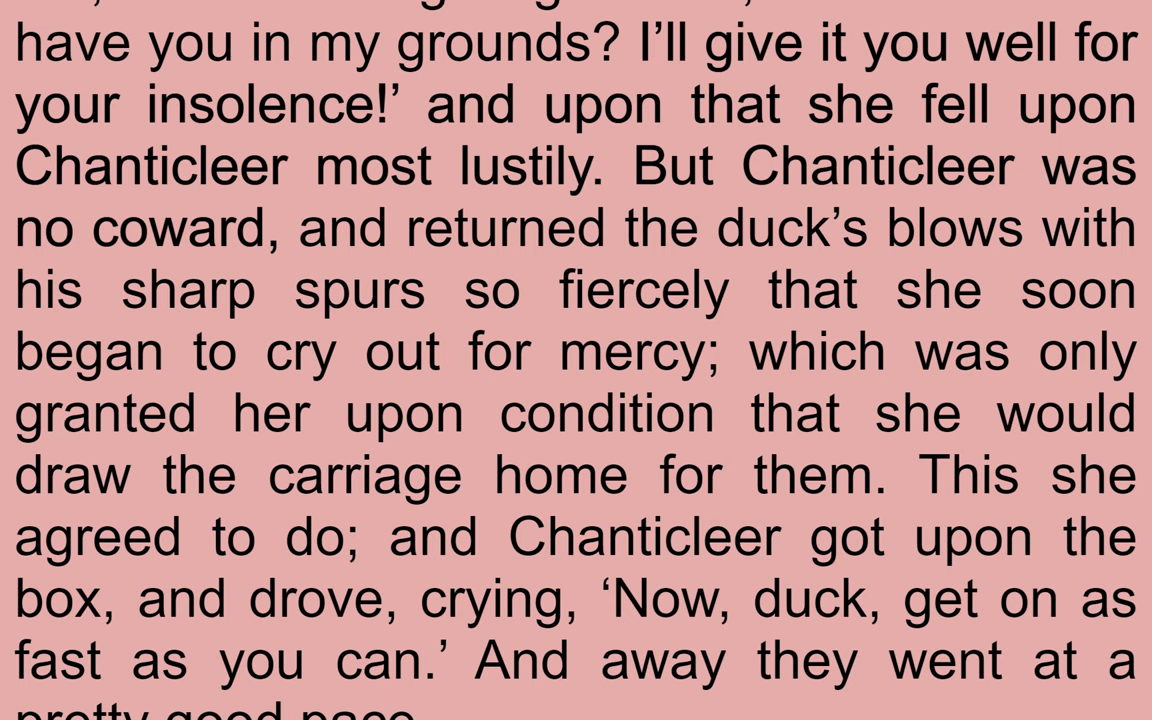 have you in my grounds? I’ll give it you well for
your insolence!’ and upon that she fell upon
Chanticleer most lustily. But Chanticleer was
no coward, and returned the duck’s blows with
his sharp spurs so fiercely that she soon
began to cry out for mercy; which was only
granted her upon condition that she would
draw the carriage home for them. This she
agreed to do; and Chanticleer got upon the
box, and drove, crying, ‘Now, duck, get on as
fast as you can.’ And away they went at a
pretty good pace.